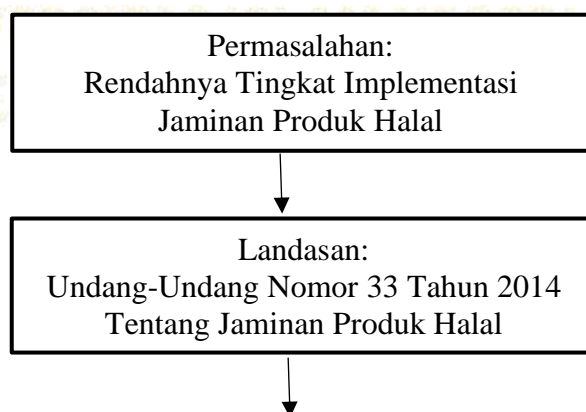 Permasalahan:
Rendahnya Tingkat Implementasi
Jaminan Produk Halal
Landasan:
Undang-Undang Nomor 33 Tahun 2014
Tentang Jaminan Produk Halal